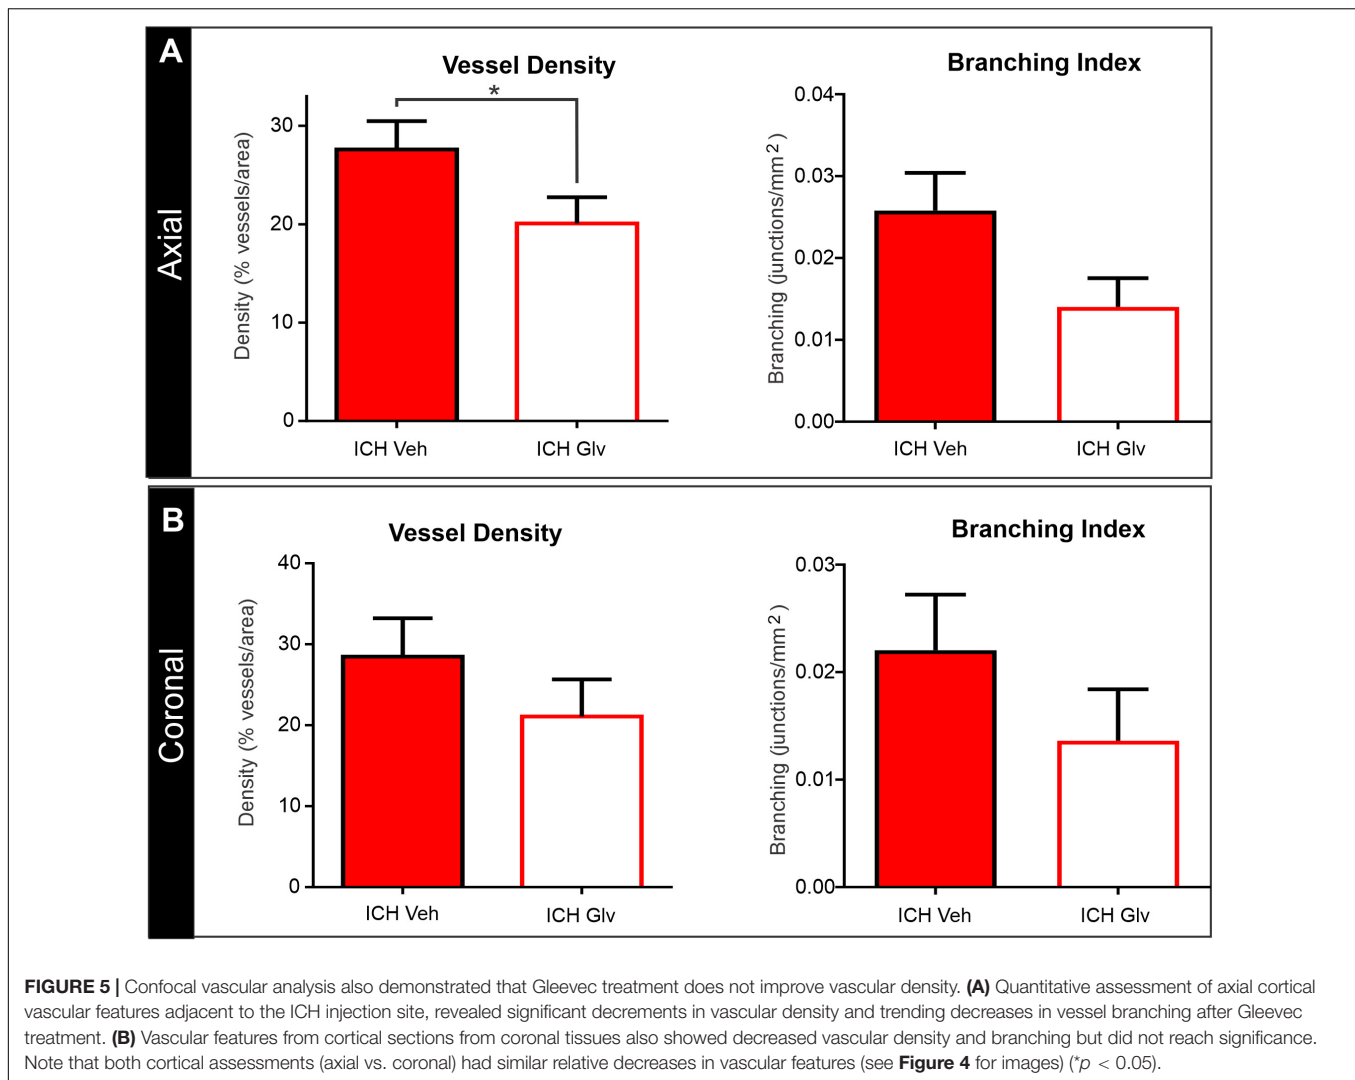 A
Axial
Vessel Density
*
Density (% vessels/area)
30
20
10
0
ICH Veh
ICH Glv
Branching Index
Branching (junctions/mm²)
0.04
0.03
0.02
0.01
0.00
ICH Veh
ICH Glv
B
Coronal
Vessel Density
Density (% vessels/area)
40
30
20
10
0
ICH Veh
ICH Glv
Branching Index
Branching (junctions/mm²)
0.03
0.02
0.01
0.00
ICH Veh
ICH Glv
FIGURE 5 | Confocal vascular analysis also demonstrated that Gleevec treatment does not improve vascular density. (A) Quantitative assessment of axial cortical
vascular features adjacent to the ICH injection site, revealed significant decrements in vascular density and trending decreases in vessel branching after Gleevec
treatment. (B) Vascular features from cortical sections from coronal tissues also showed decreased vascular density and branching but did not reach significance.
Note that both cortical assessments (axial vs. coronal) had similar relative decreases in vascular features (see Figure 4 for images) (*p < 0.05).